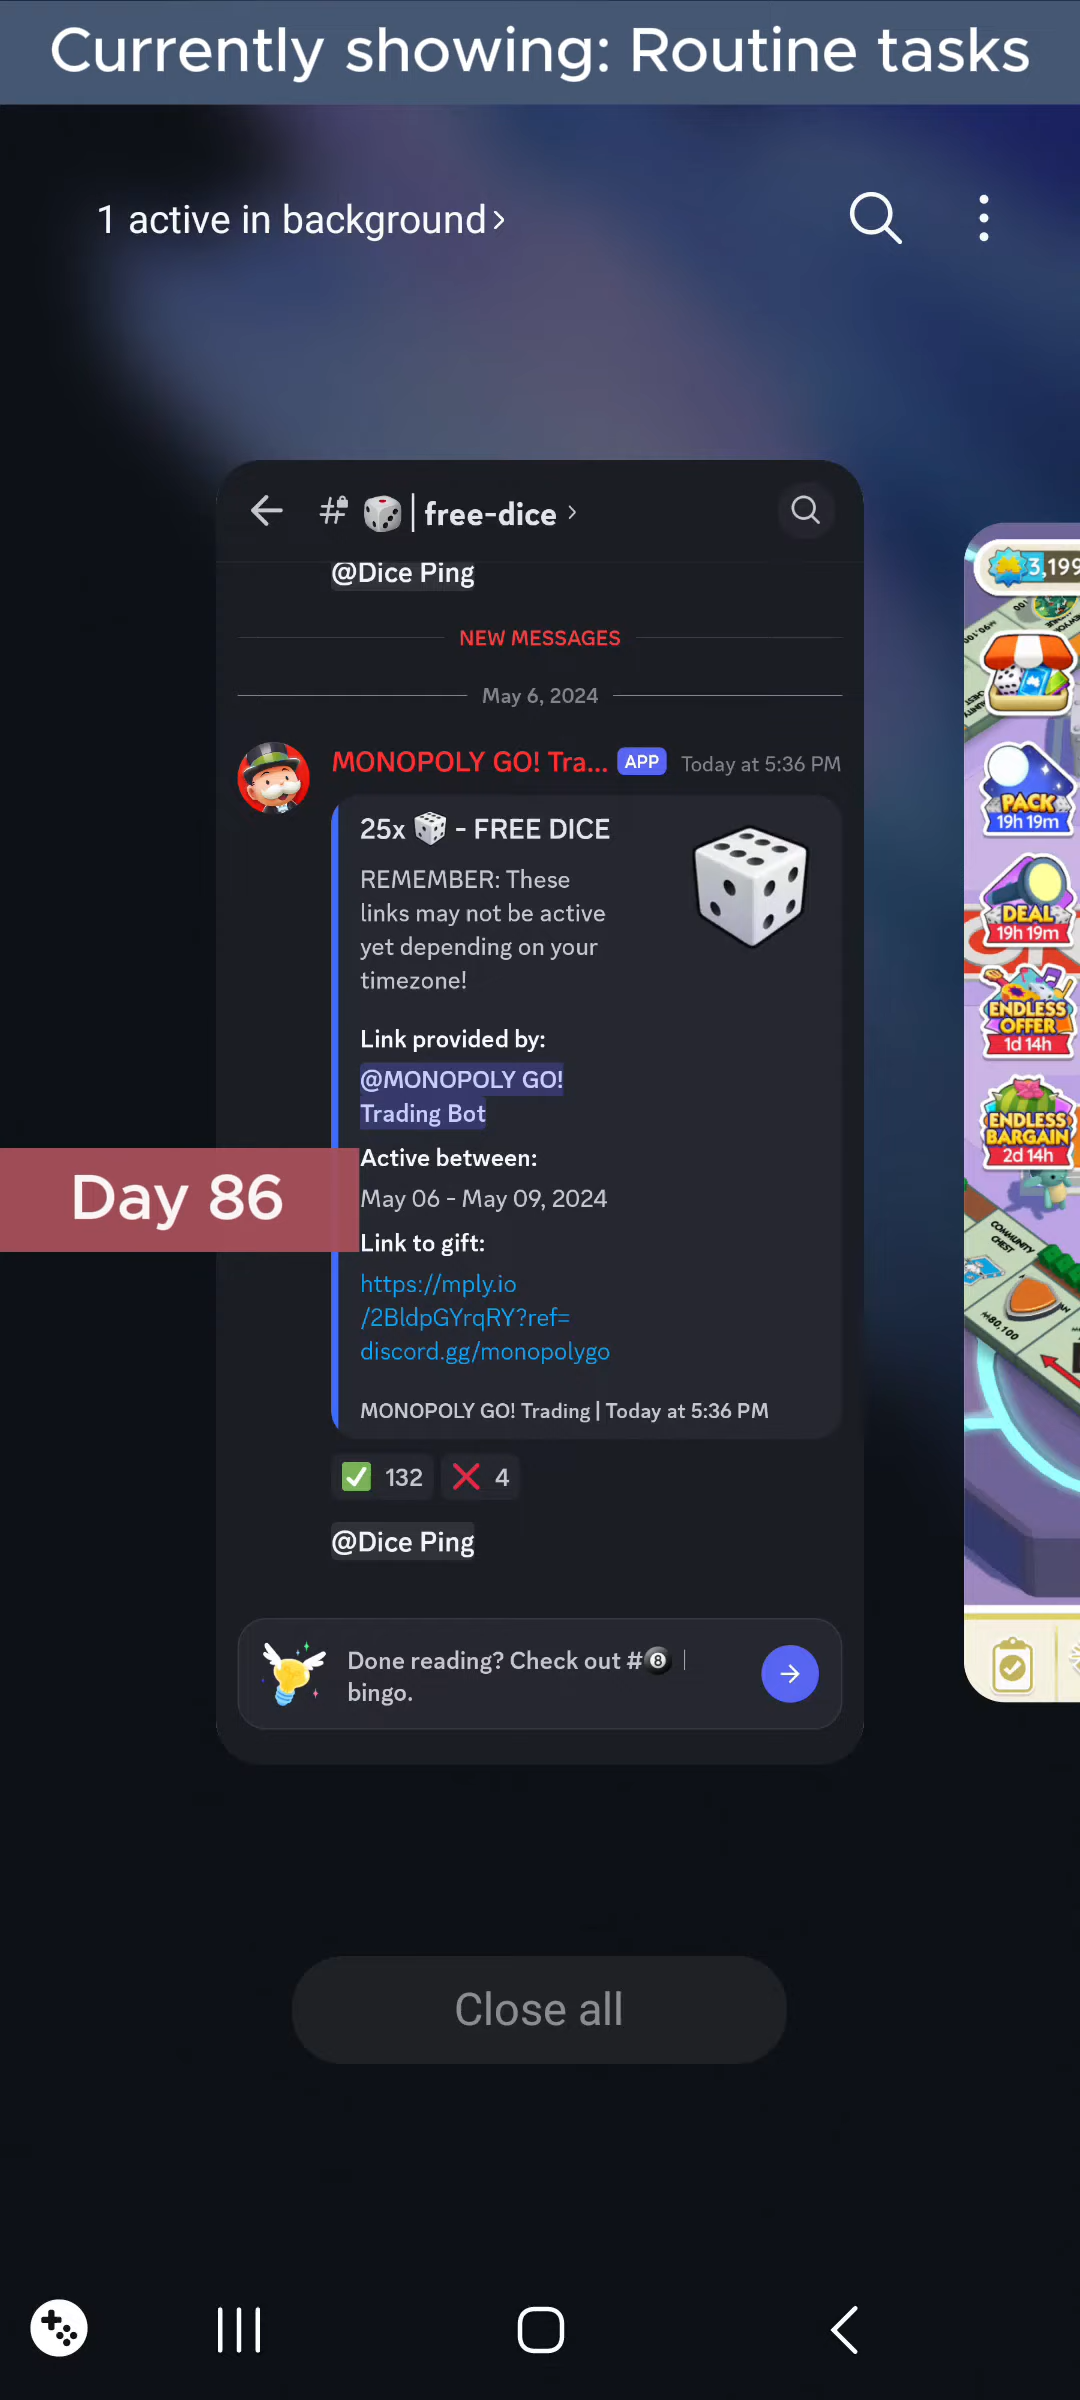 Currently showing: Routine tasks
1 active in background
# | free-dice
@Dice Ping
NEW MESSAGES
May 6, 2024
MONOPOLY GO! Tra... APP Today at 5:36 PM
25x - FREE DICE
REMEMBER: These
links may not be active
yet depending on your
timezone!
Link provided by:
@MONOPOLY GO!
Trading Bot
Active between:
May 06 - May 09, 2024
Link to gift:
https://mply.io
/2BldpGYrqRY?ref=
discord.gg/monopolygo
MONOPOLY GO! Trading | Today at 5:36 PM
✅ 132 ❌ 4
@Dice Ping
Done reading? Check out #🎱 |
bingo.
Day 86
3,199
PACK
19h 19m
DEAL
19h 19m
ENDLESS
OFFER
1d 14h
ENDLESS
BARGAIN
2d 14h
COMMUNITY
CHEST
80,100
Close all